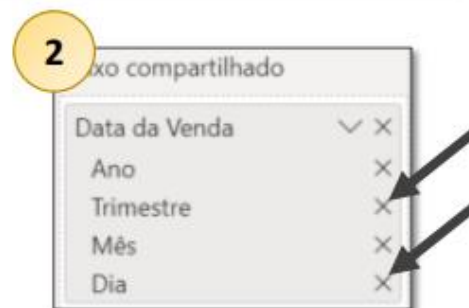 2
xo compartilhado
Data da Venda
Ano
Trimestre
Mês
Dia